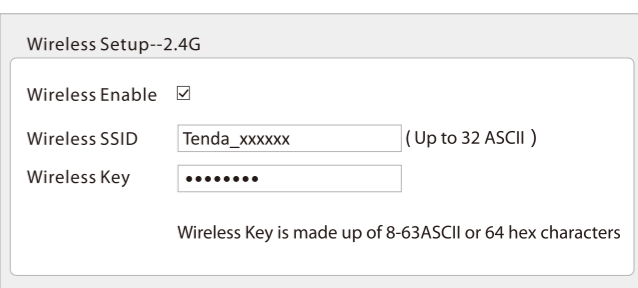 Wireless Setup--2.4G
Wireless Enable
Wireless SSID Tenda_xxxxxx ( Up to 32 ASCII )
Wireless Key ••••••••
Wireless Key is made up of 8-63ASCII or 64 hex characters